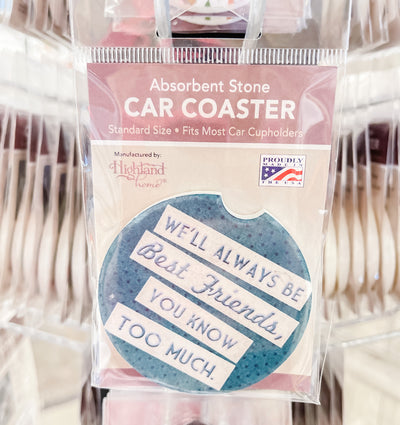 Absorbent Stone
CAR COASTER
Standard Size • Fits Most Car Cupholders
Manufactured by:
Highland
home
PROUDLY
MADE IN
THE USA
WE'LL ALWAYS BE
Best Friends,
YOU KNOW
TOO MUCH.